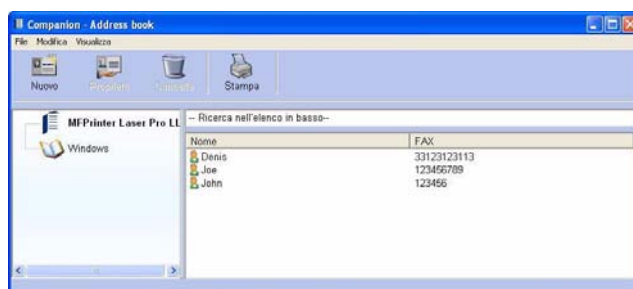 Companion - Address book
File Modifica Visualizza
Nuovo Proprietà Cancella Stampa
MFPrinter Laser Pro LL
Windows
-- Ricerca nell'elenco in basso--
Nome FAX
Denis 33123123113
Joe 123456789
John 123456